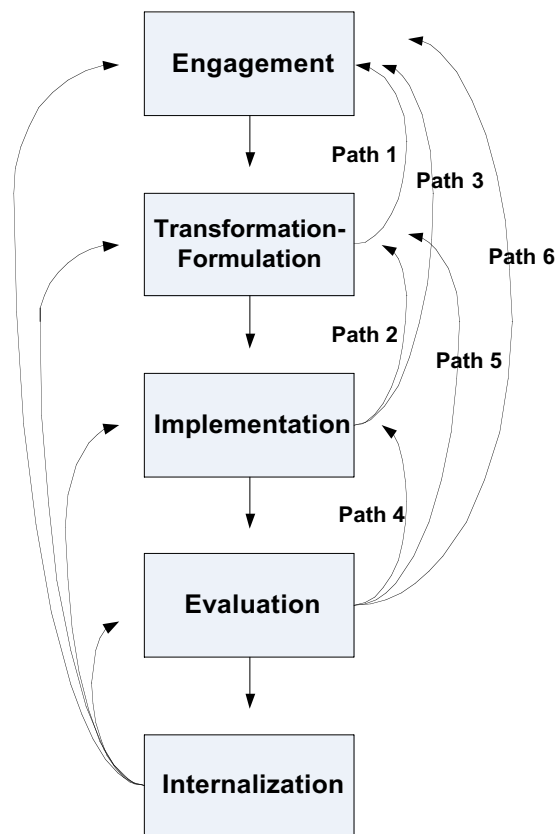 Engagement
Path 1
Path 3
Transformation-
Formulation
Path 6
Path 2
Path 5
Implementation
Path 4
Evaluation
Internalization